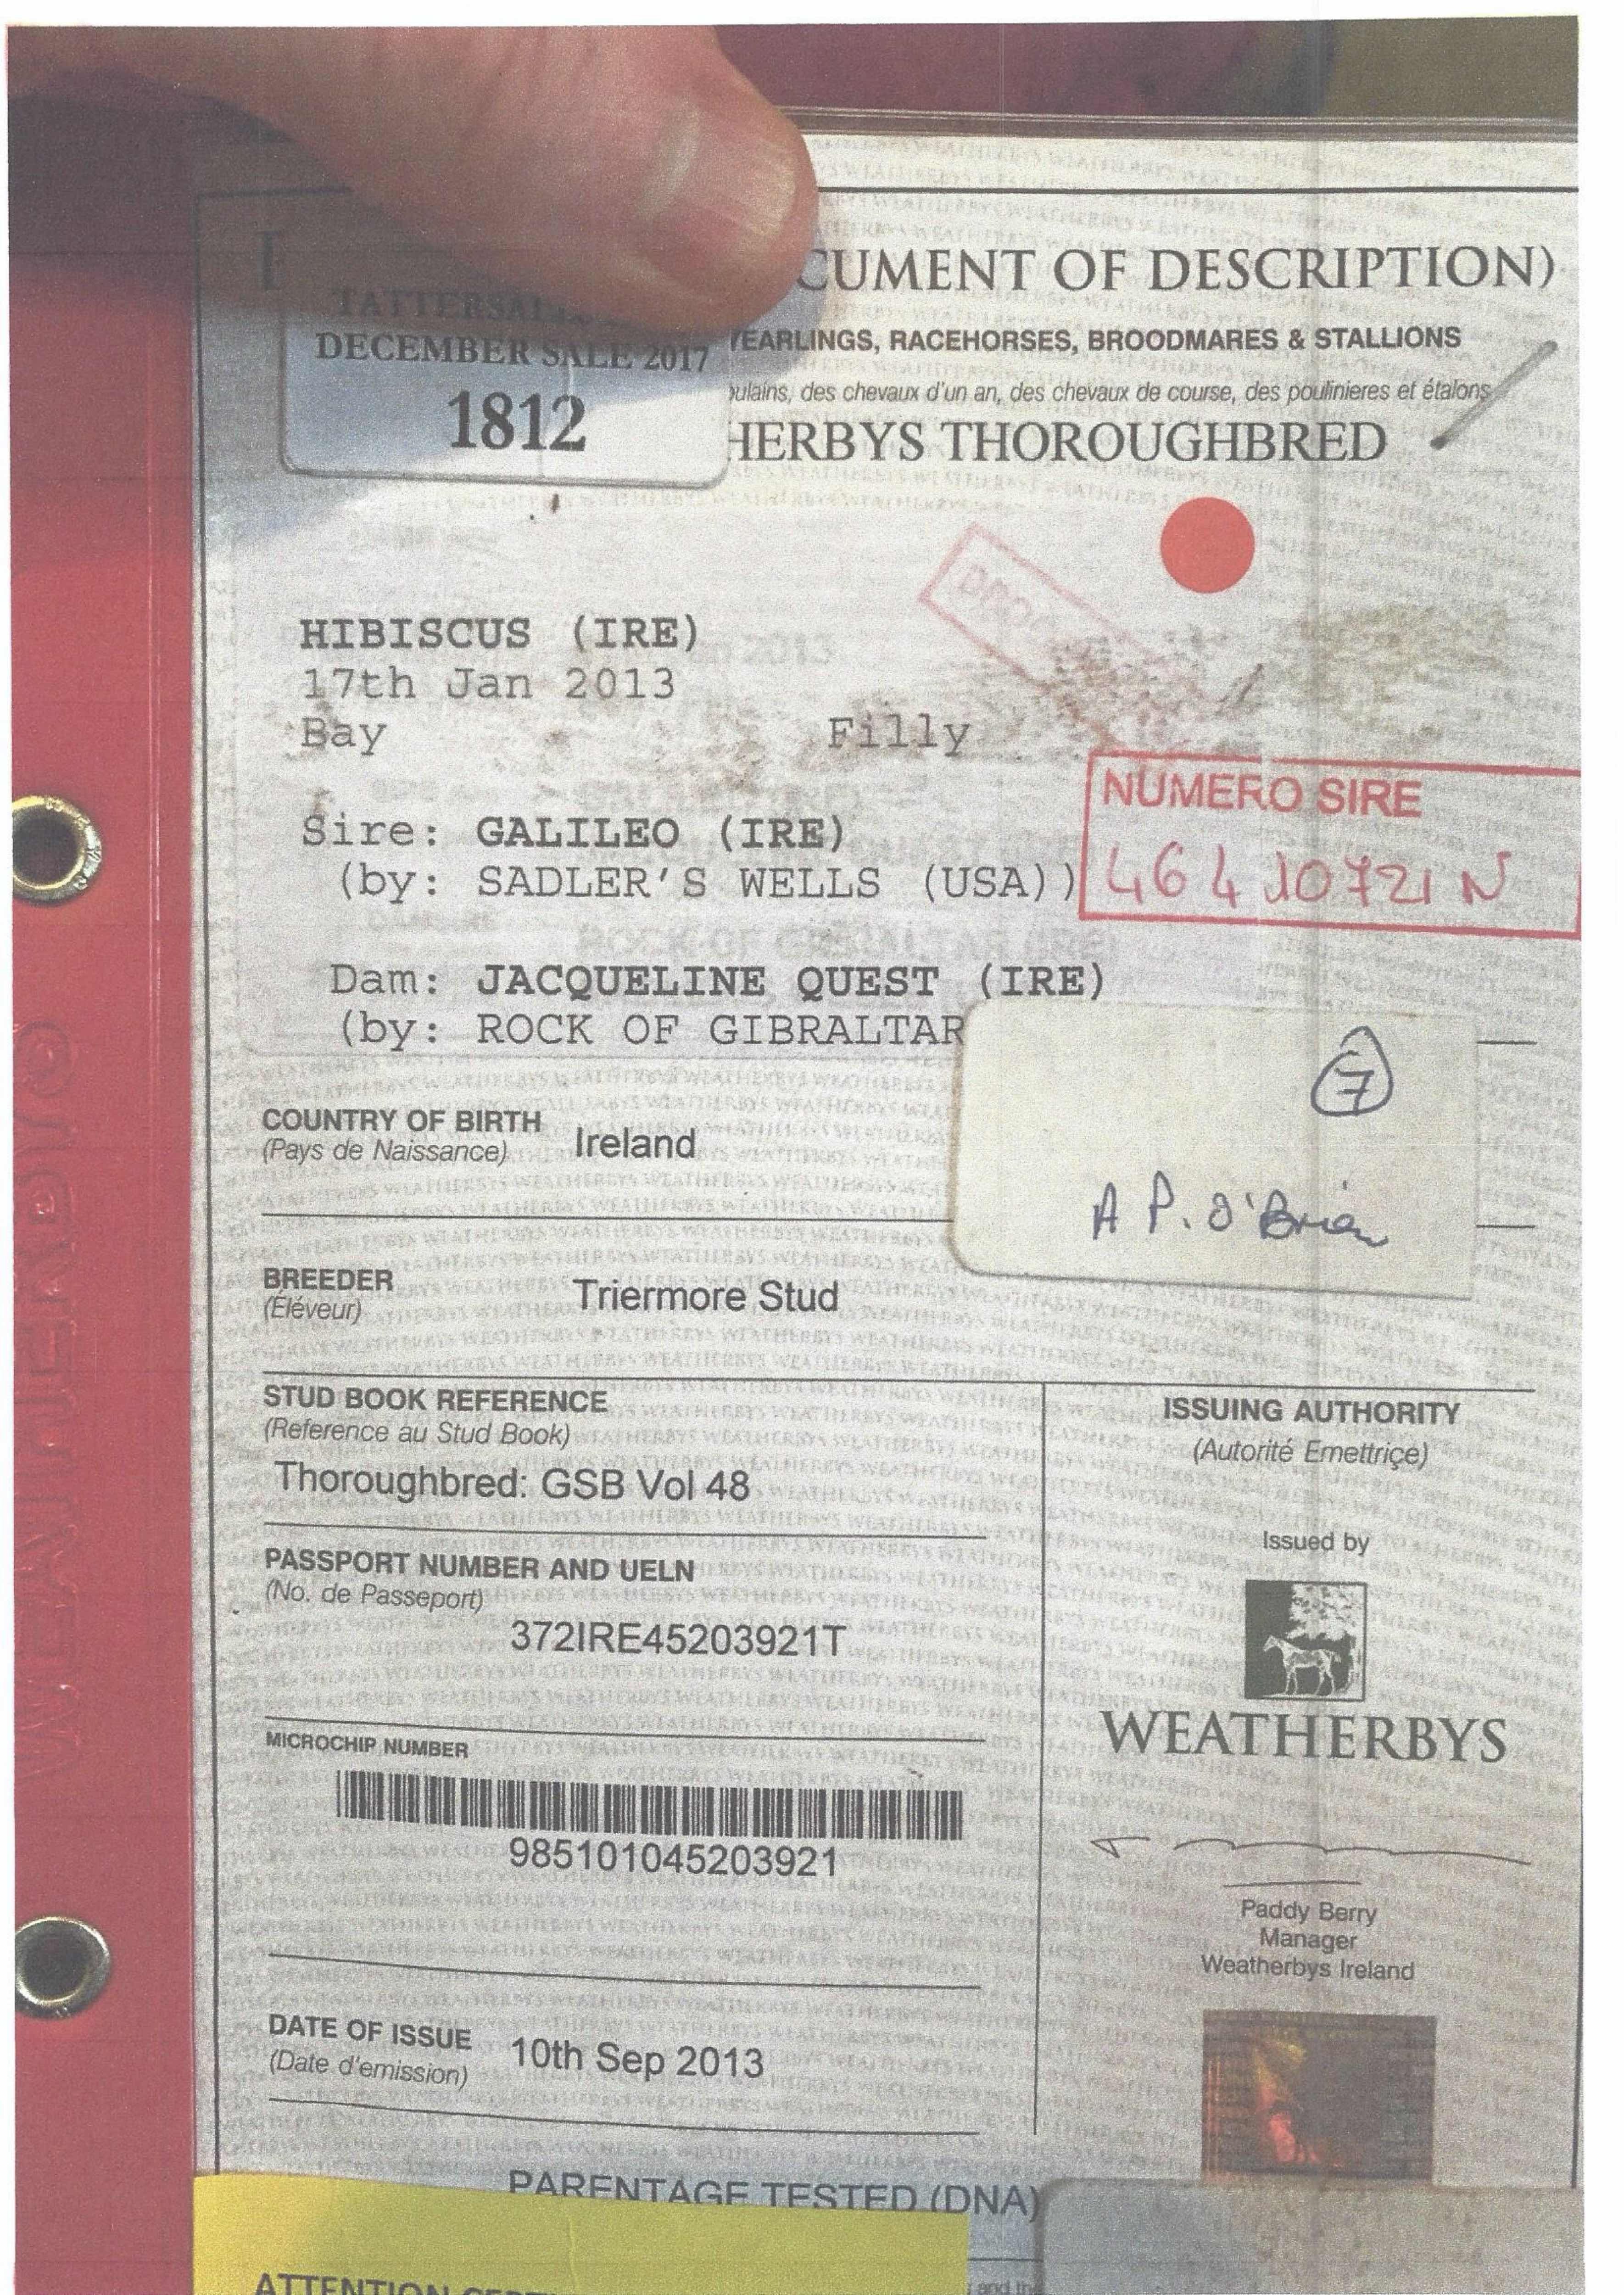 CUMENT OF DESCRIPTION)
TATTERSALLS
DECEMBER SALE 2017
1812
YEARLINGS, RACEHORSES, BROODMARES & STALLIONS
oulains, des chevaux d'un an, des chevaux de course, des poulinieres et étalons
HERBYS THOROUGHBRED
HIBISCUS (IRE)
17th Jan 2013
Bay Filly
NUMERO SIRE
46410721N
Sire: GALILEO (IRE)
(by: SADLER'S WELLS (USA))
Dam: JACQUELINE QUEST (IRE)
(by: ROCK OF GIBRALTAR
7
A P. O'Brien
COUNTRY OF BIRTH
(Pays de Naissance)
Ireland
BREEDER
(Éléveur)
Triermore Stud
STUD BOOK REFERENCE
(Reference au Stud Book)
Thoroughbred: GSB Vol 48
PASSPORT NUMBER AND UELN
(No. de Passeport)
372IRE45203921T
MICROCHIP NUMBER
985101045203921
DATE OF ISSUE
(Date d'emission)
10th Sep 2013
ISSUING AUTHORITY
(Autorité Emettriçe)
Issued by
WEATHERBYS
Paddy Berry
Manager
Weatherbys Ireland
PARENTAGE TESTED (DNA)
ATTENTION
and the